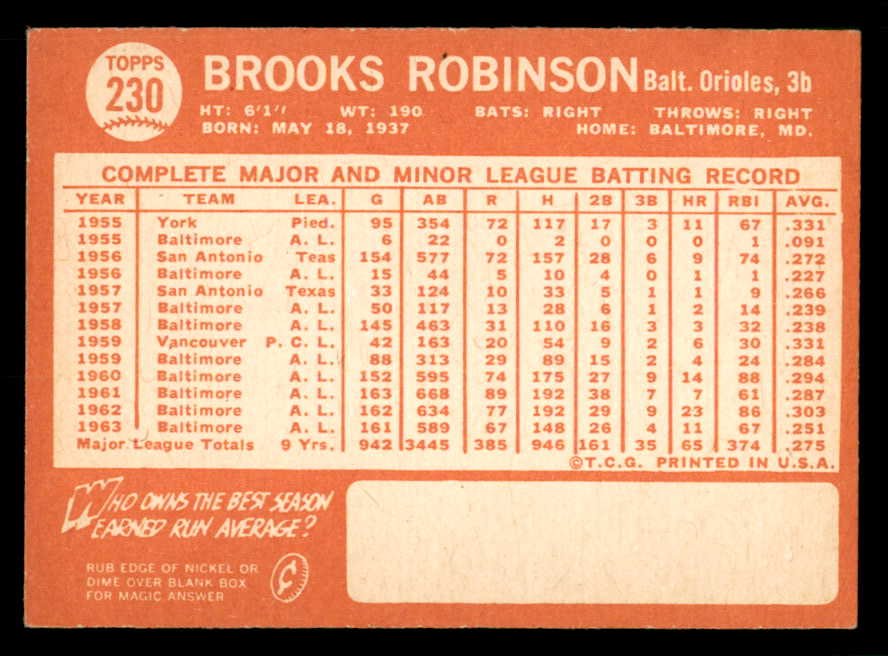 TOPPS
230
BROOKS ROBINSON Balt. Orioles, 3b
HT: 6'1" WT: 190 BATS: RIGHT THROWS: RIGHT
BORN: MAY 18, 1937 HOME: BALTIMORE, MD.
COMPLETE MAJOR AND MINOR LEAGUE BATTING RECORD
YEAR TEAM LEA. G AB R H 2B 3B HR RBI AVG.
1955 York Pied. 95 354 72 117 17 3 11 67 .331
1955 Baltimore A. L. 6 22 0 2 0 0 0 1 .091
1956 San Antonio Teas 154 577 72 157 28 6 9 74 .272
1956 Baltimore A. L. 15 44 5 10 4 0 1 1 .227
1957 San Antonio Texas 33 124 10 33 5 1 1 9 .266
1957 Baltimore A. L. 50 117 13 28 6 1 2 14 .239
1958 Baltimore A. L. 145 463 31 110 16 3 3 32 .238
1959 Vancouver P. C. L. 42 163 20 54 9 2 6 30 .331
1959 Baltimore A. L. 88 313 29 89 15 2 4 24 .284
1960 Baltimore A. L. 152 595 74 175 27 9 14 88 .294
1961 Baltimore A. L. 163 668 89 192 38 7 7 61 .287
1962 Baltimore A. L. 162 634 77 192 29 9 23 86 .303
1963 Baltimore A. L. 161 589 67 148 26 4 11 67 .251
Major League Totals 9 Yrs. 942 3445 385 946 161 35 65 374 .275
©T.C.G. PRINTED IN U.S.A.
WHO OWNS THE BEST SEASON
EARNED RUN AVERAGE?
RUB EDGE OF NICKEL OR
DIME OVER BLANK BOX
FOR MAGIC ANSWER
¢